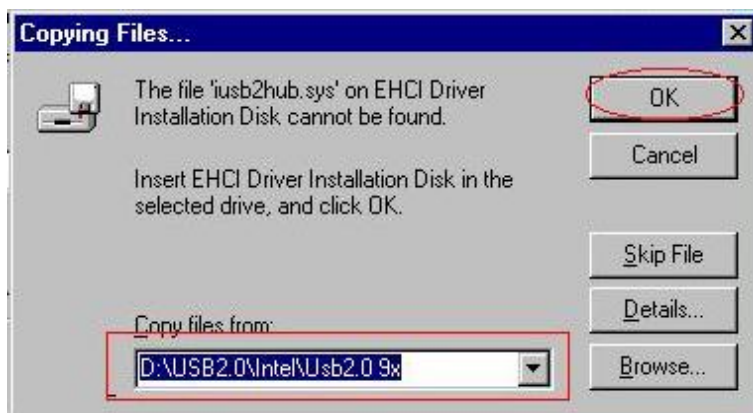 Copying Files...
The file 'iusb2hub.sys' on EHCI Driver
Installation Disk cannot be found.
Insert EHCI Driver Installation Disk in the
selected drive, and click OK.
OK
Cancel
Skip File
Details...
Browse...
Copy files from:
D:\USB2.0\Intel\Usb2.0 9x